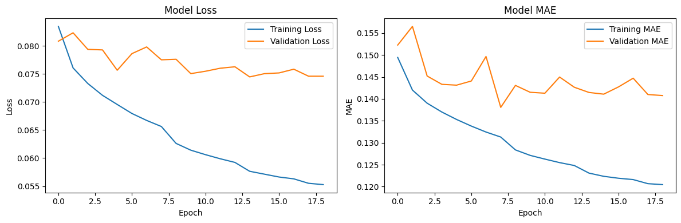 Model Loss
Training Loss
Validation Loss
0.080
0.075
0.070
0.065
0.060
0.055
Loss
0.0 2.5 5.0 7.5 10.0 12.5 15.0 17.5
Epoch
Model MAE
Training MAE
Validation MAE
0.155
0.150
0.145
0.140
0.135
0.130
0.125
0.120
MAE
0.0 2.5 5.0 7.5 10.0 12.5 15.0 17.5
Epoch